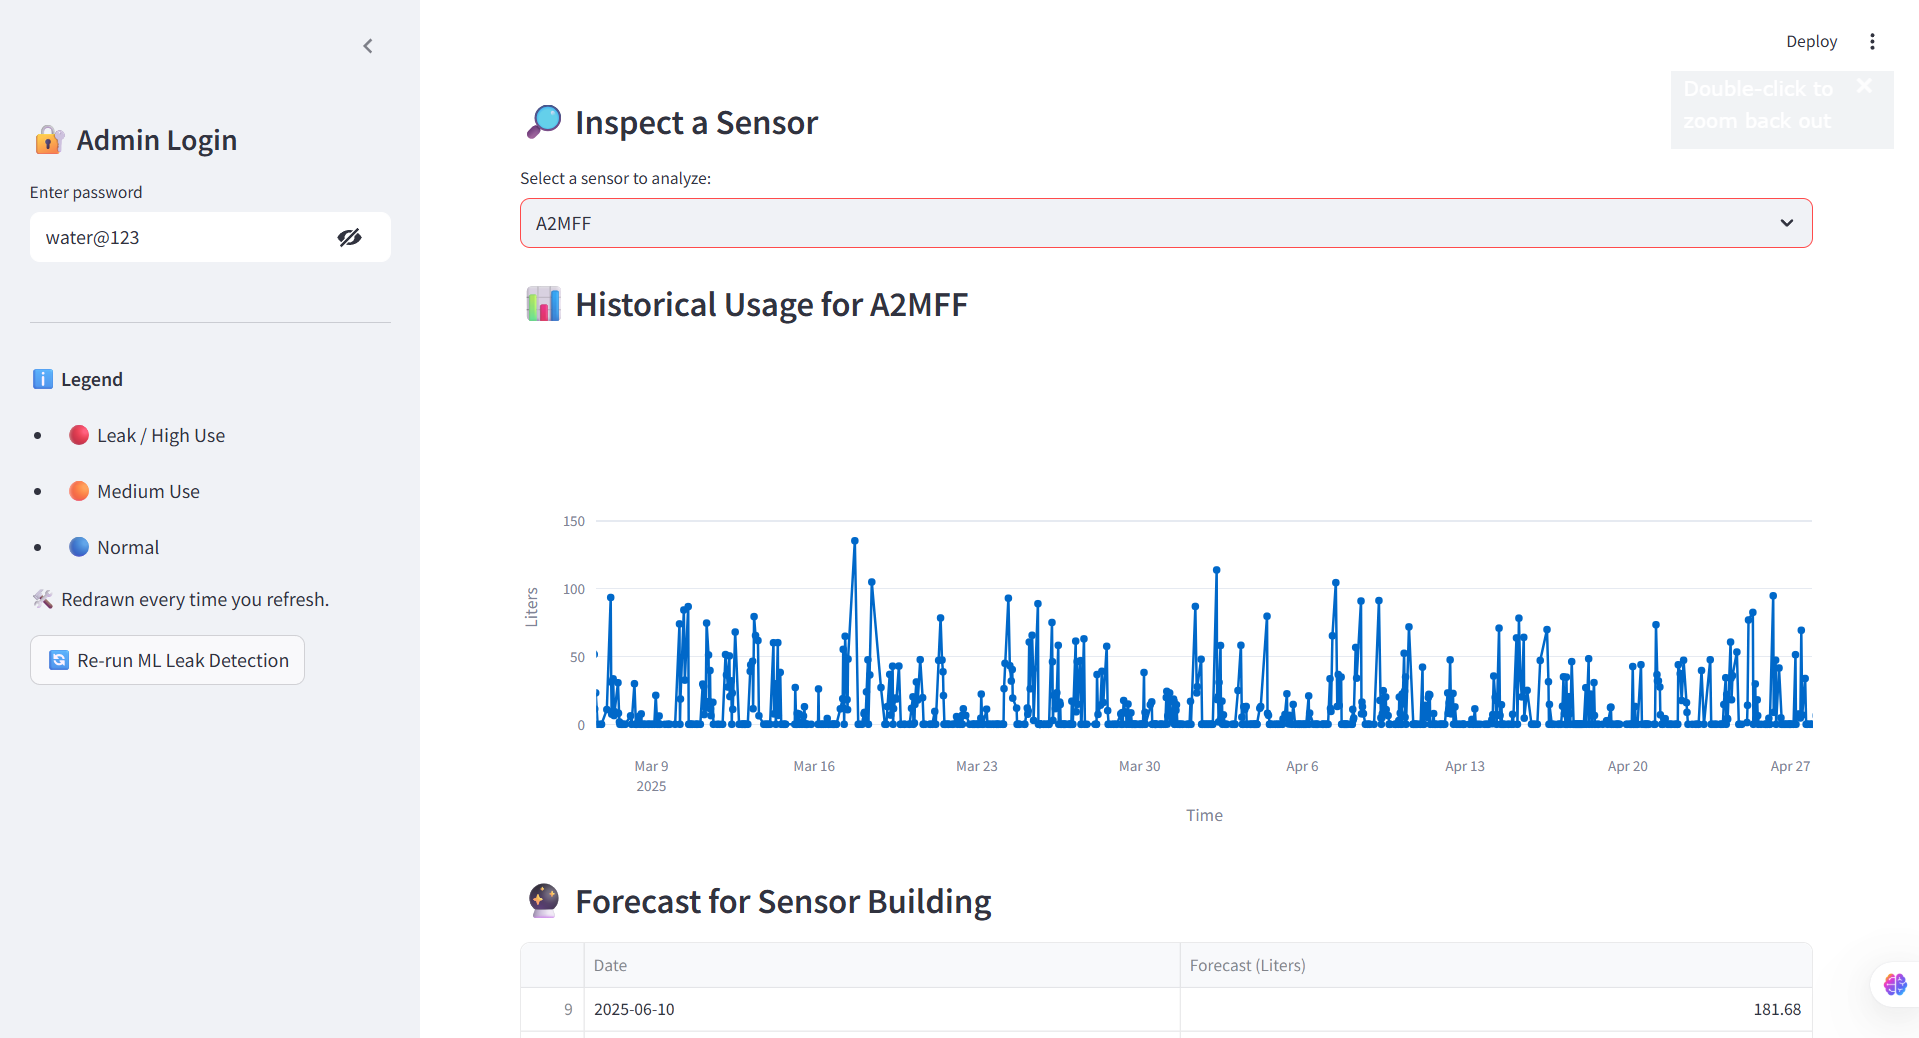 Admin Login
Enter password
water@123
Legend
Leak / High Use
Medium Use
Normal
Redrawn every time you refresh.
Re-run ML Leak Detection
Deploy
Double-click to
zoom back out
Inspect a Sensor
Select a sensor to analyze:
A2MFF
Historical Usage for A2MFF
150
100
50
0
Liters
Mar 9
2025
Mar 16
Mar 23
Mar 30
Apr 6
Apr 13
Apr 20
Apr 27
Time
Forecast for Sensor Building
Date Forecast (Liters)
9 2025-06-10 181.68